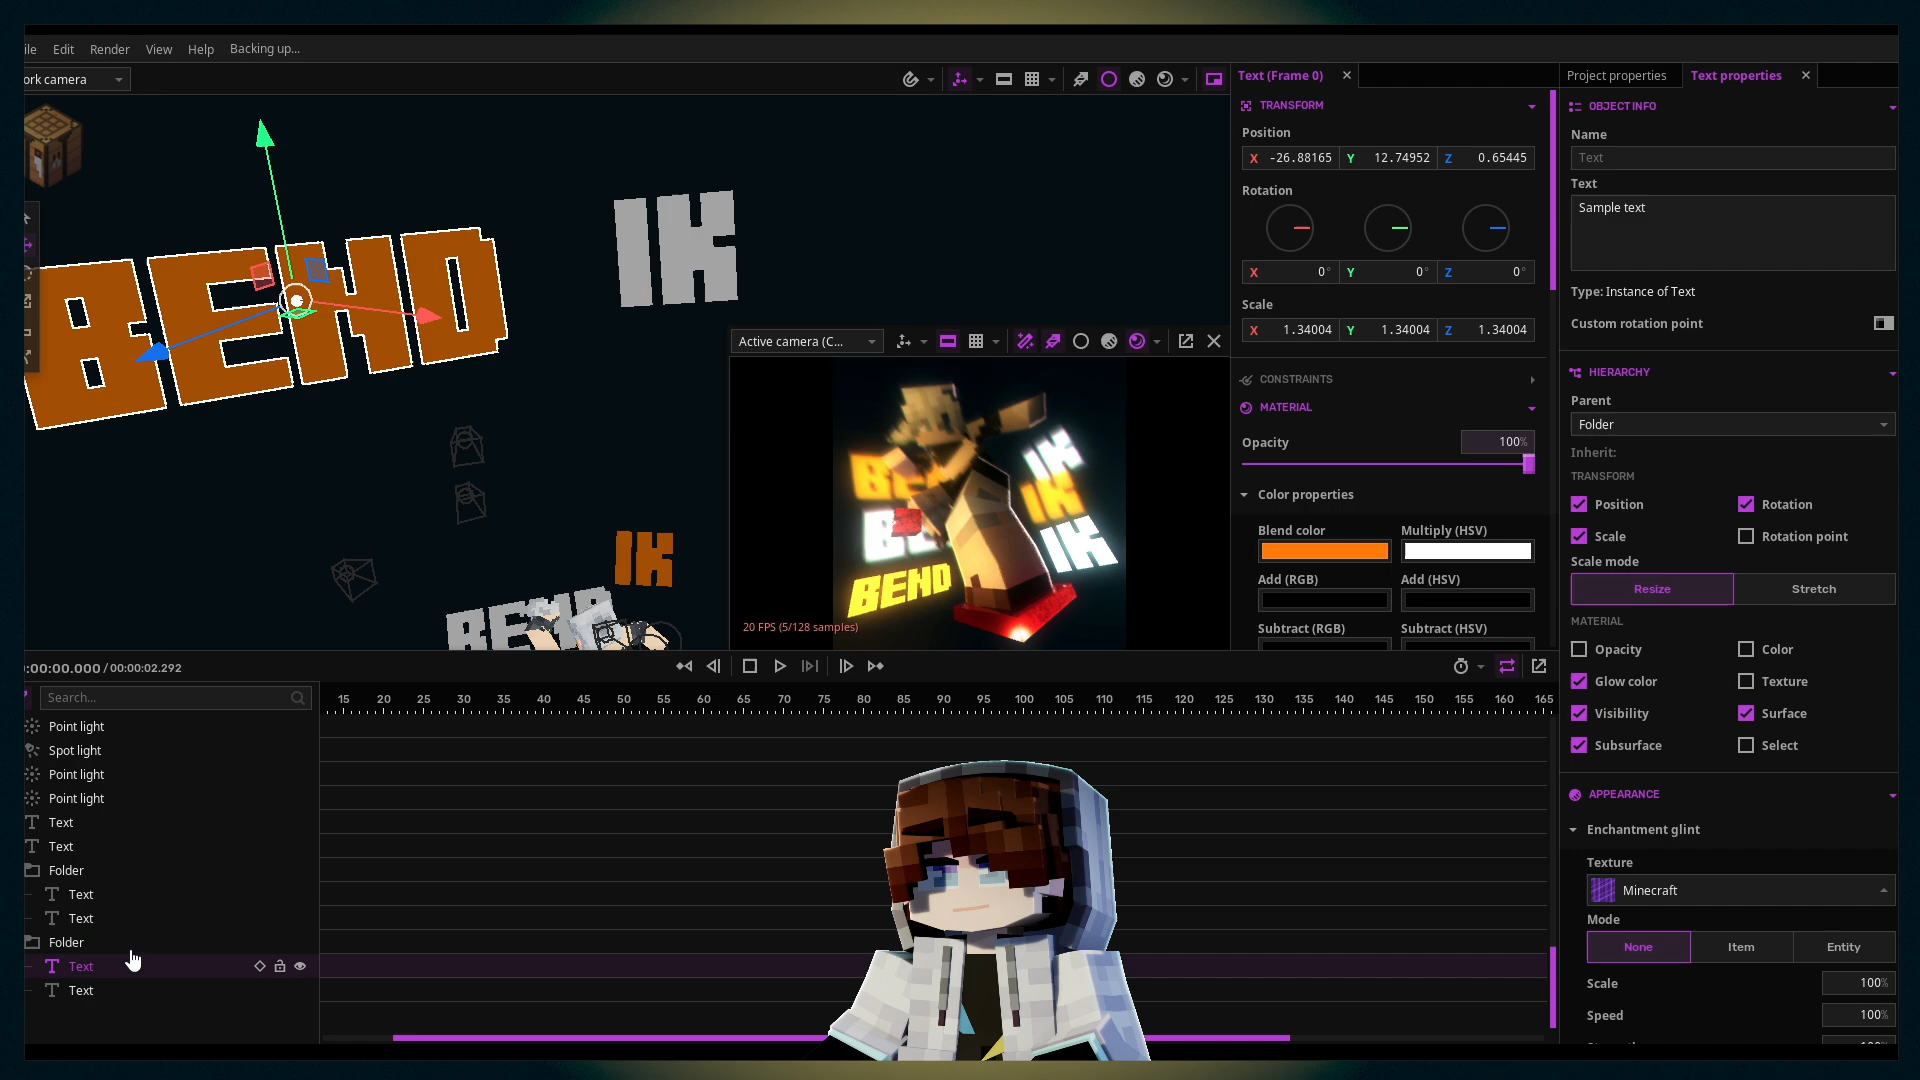 ile Edit Render View Help Backing up...
ork camera
BEND
IK
IK
BEND
Active camera (C...
BEND
IK
IK
BEND
IK
BEND
20 FPS (5/128 samples)
Text (Frame 0)
TRANSFORM
Position
X -26.88165 Y 12.74952 Z 0.65445
Rotation
X 0° Y 0° Z 0°
Scale
X 1.34004 Y 1.34004 Z 1.34004
CONSTRAINTS
MATERIAL
Opacity 100%
Color properties
Blend color Multiply (HSV)
Add (RGB) Add (HSV)
Subtract (RGB) Subtract (HSV)
Project properties Text properties
OBJECT INFO
Name
Text
Text
Sample text
Type: Instance of Text
Custom rotation point
HIERARCHY
Parent
Folder
Inherit:
TRANSFORM
Position Rotation
Scale Rotation point
Scale mode
Resize Stretch
MATERIAL
Opacity Color
Glow color Texture
Visibility Surface
Subsurface Select
APPEARANCE
Enchantment glint
Texture
Minecraft
Mode
None Item Entity
Scale 100%
Speed 100%
:00:00.000 / 00:00:02.292
Search...
15 20 25 30 35 40 45 50 55 60 65 70 75 80 85 90 95 100 105 110 115 120 125 130 135 140 145 150 155 160 165
Point light
Spot light
Point light
Point light
Text
Text
Folder
Text
Text
Folder
Text
Text